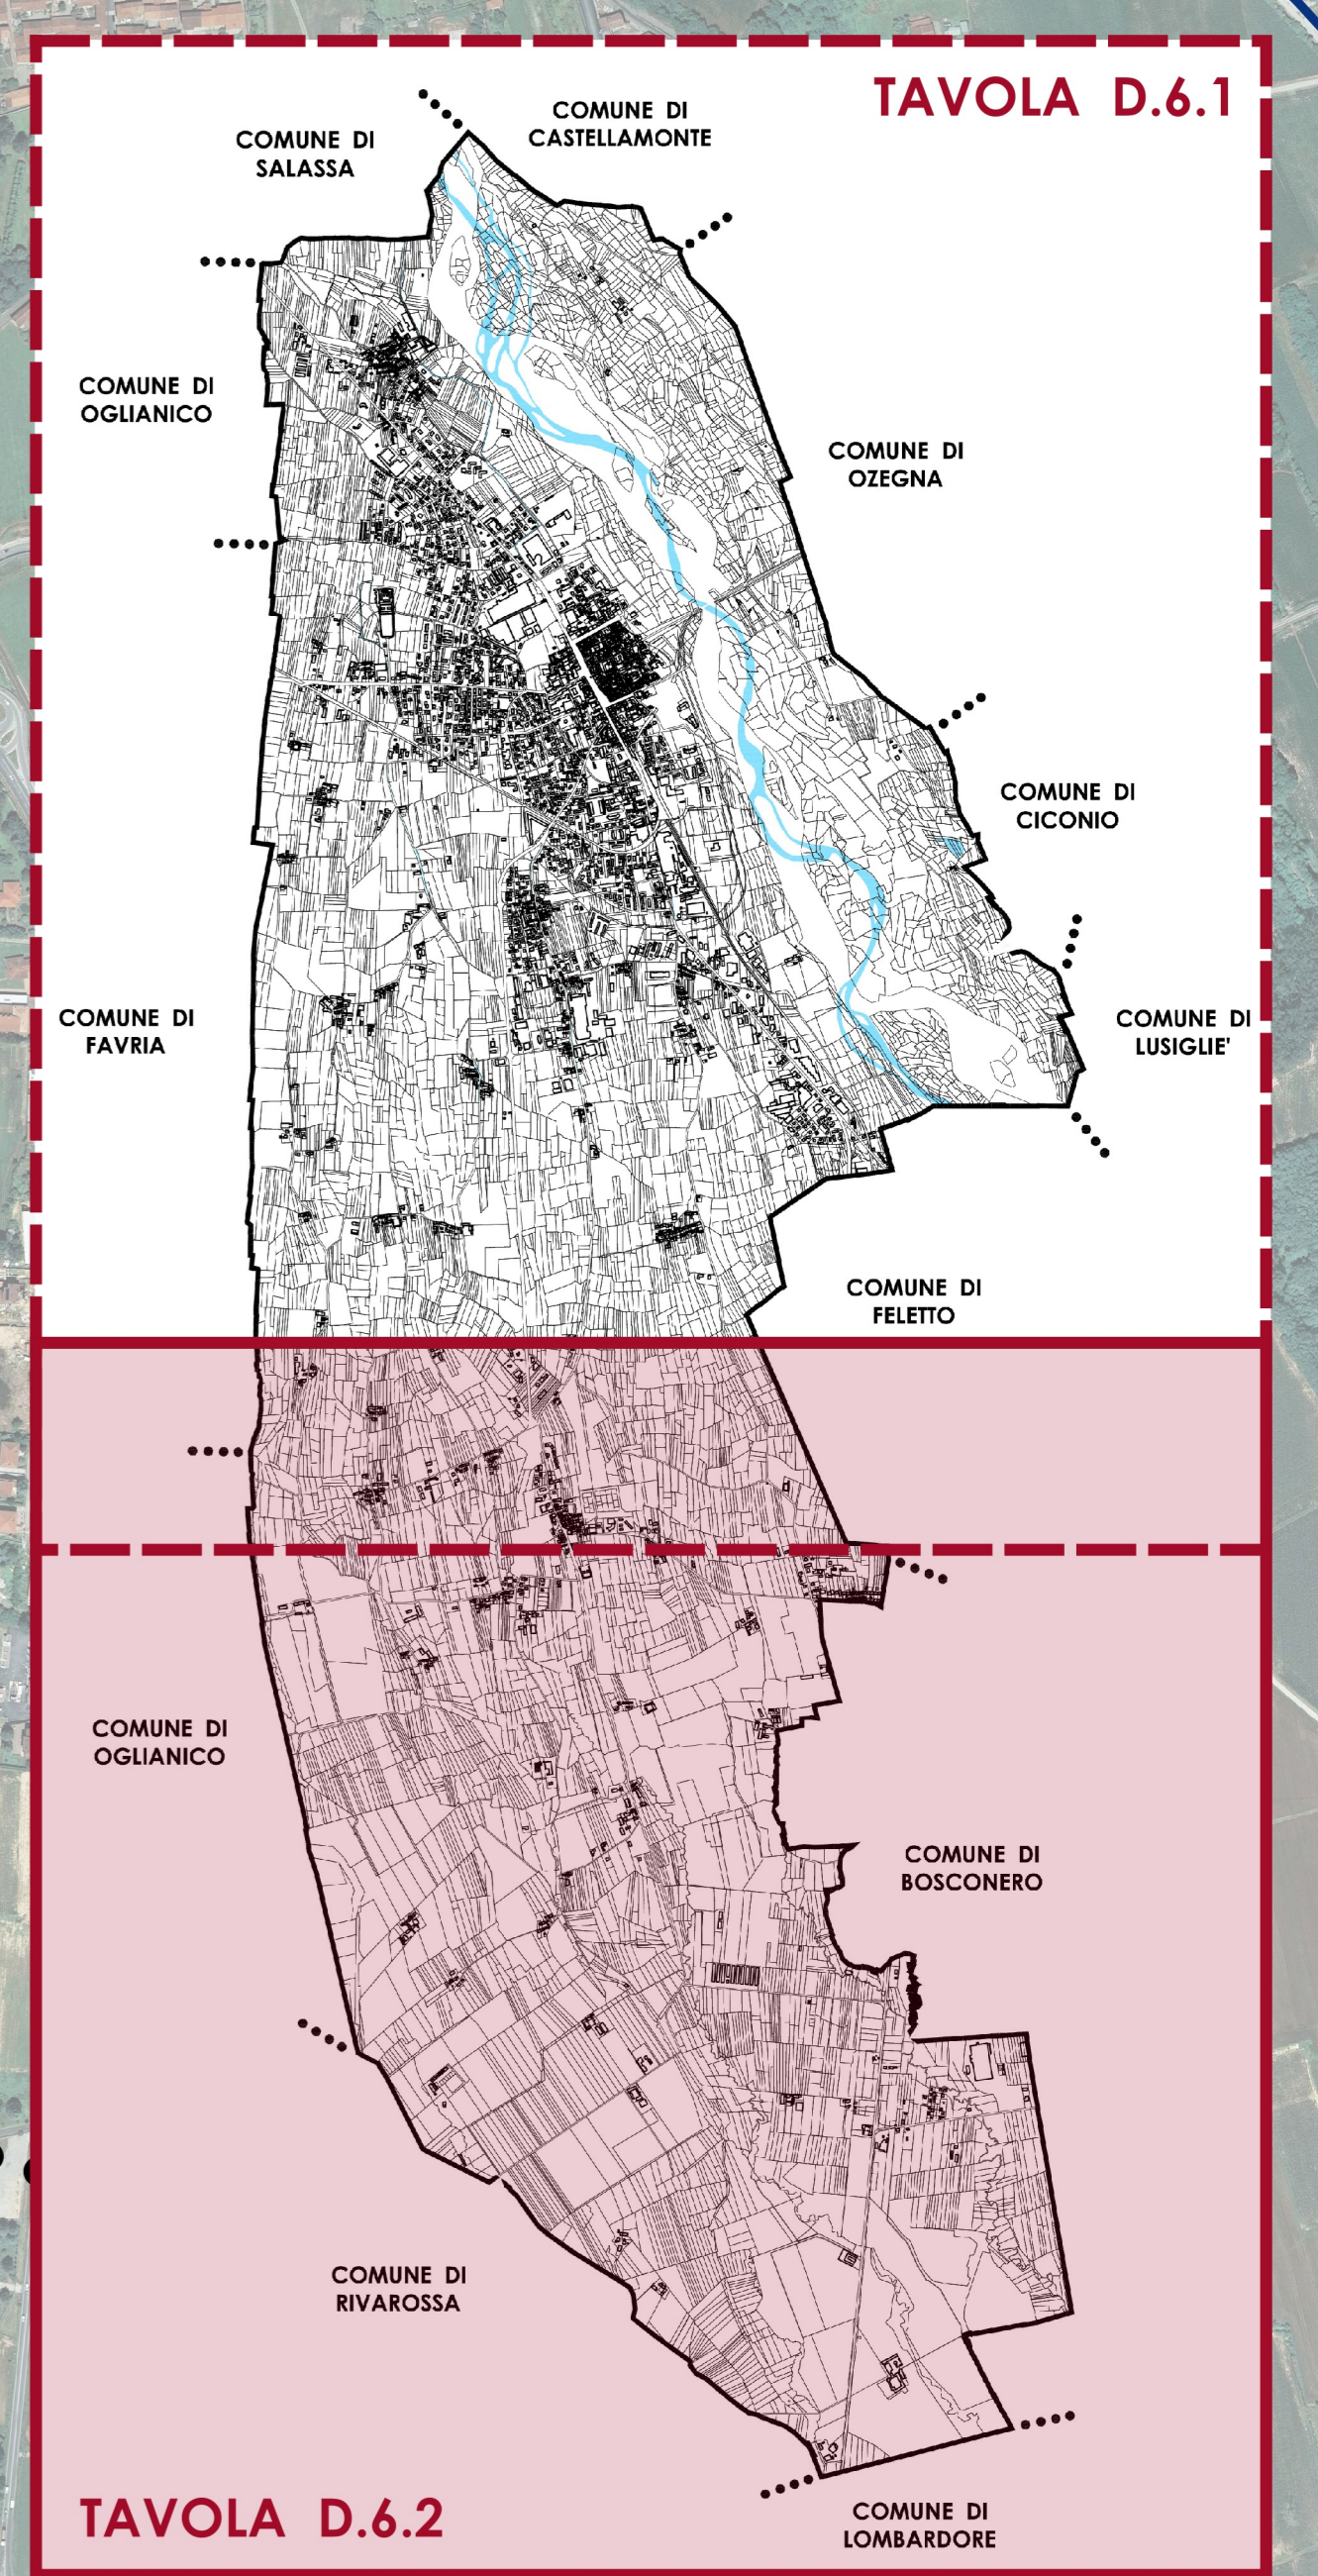 TAVOLA D.6.1
COMUNE DI
CASTELLAMONTE
COMUNE DI
SALASSA
COMUNE DI
OGLIANICO
COMUNE DI
OZEGNA
COMUNE DI
CICONIO
COMUNE DI
FAVRIA
COMUNE DI
LUSIGLIE'
COMUNE DI
FELETTO
COMUNE DI
OGLIANICO
COMUNE DI
BOSCONERO
COMUNE DI
RIVAROSSA
TAVOLA D.6.2
COMUNE DI
LOMBARDORE